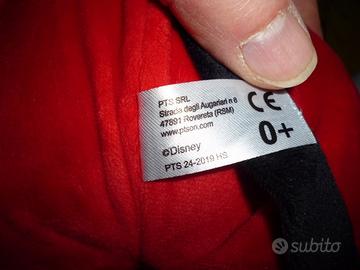 PTS SRL
Strada degli Augariari n 6
47891 Rovereta (RSM)
www.ptson.com
CE
0+
©Disney
PTS 24-2019 HS
subito